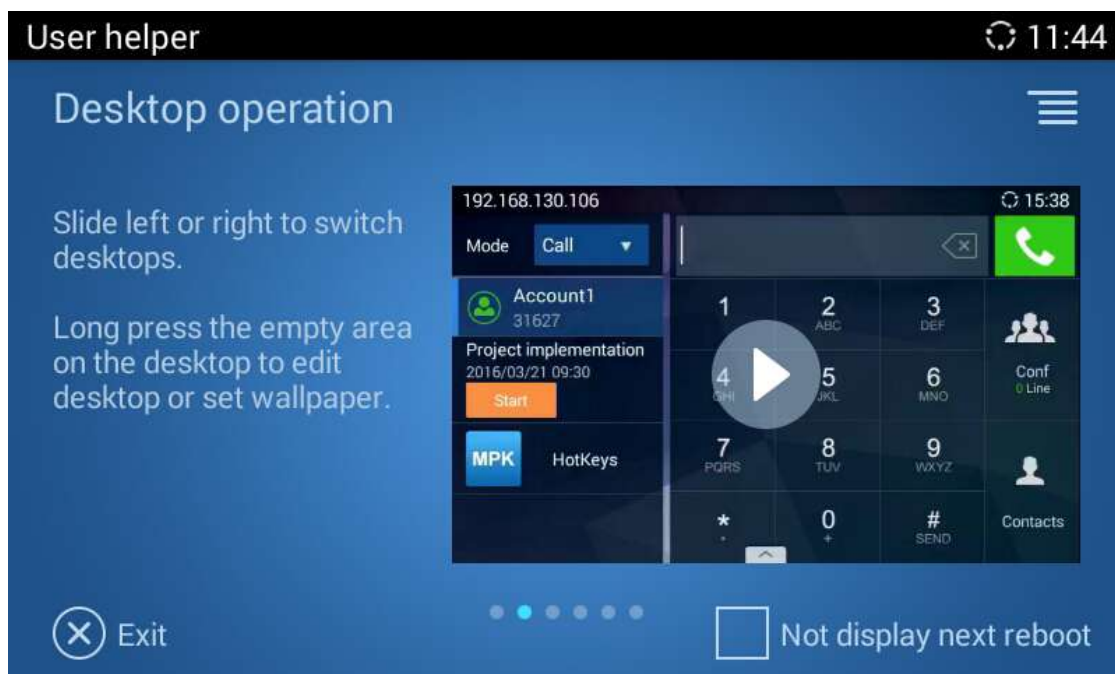 User helper
11:44
Desktop operation
Slide left or right to switch
desktops.
Long press the empty area
on the desktop to edit
desktop or set wallpaper.
192.168.130.106
15:38
Mode
Call
Account1
31627
Project implementation
2016/03/21 09:30
Start
MPK
HotKeys
1
2
ABC
3
DEF
4
GHI
5
JKL
6
MNO
7
PQRS
8
TUV
9
WXYZ
*
0
+
#
SEND
Conf
0 Line
Contacts
Exit
Not display next reboot